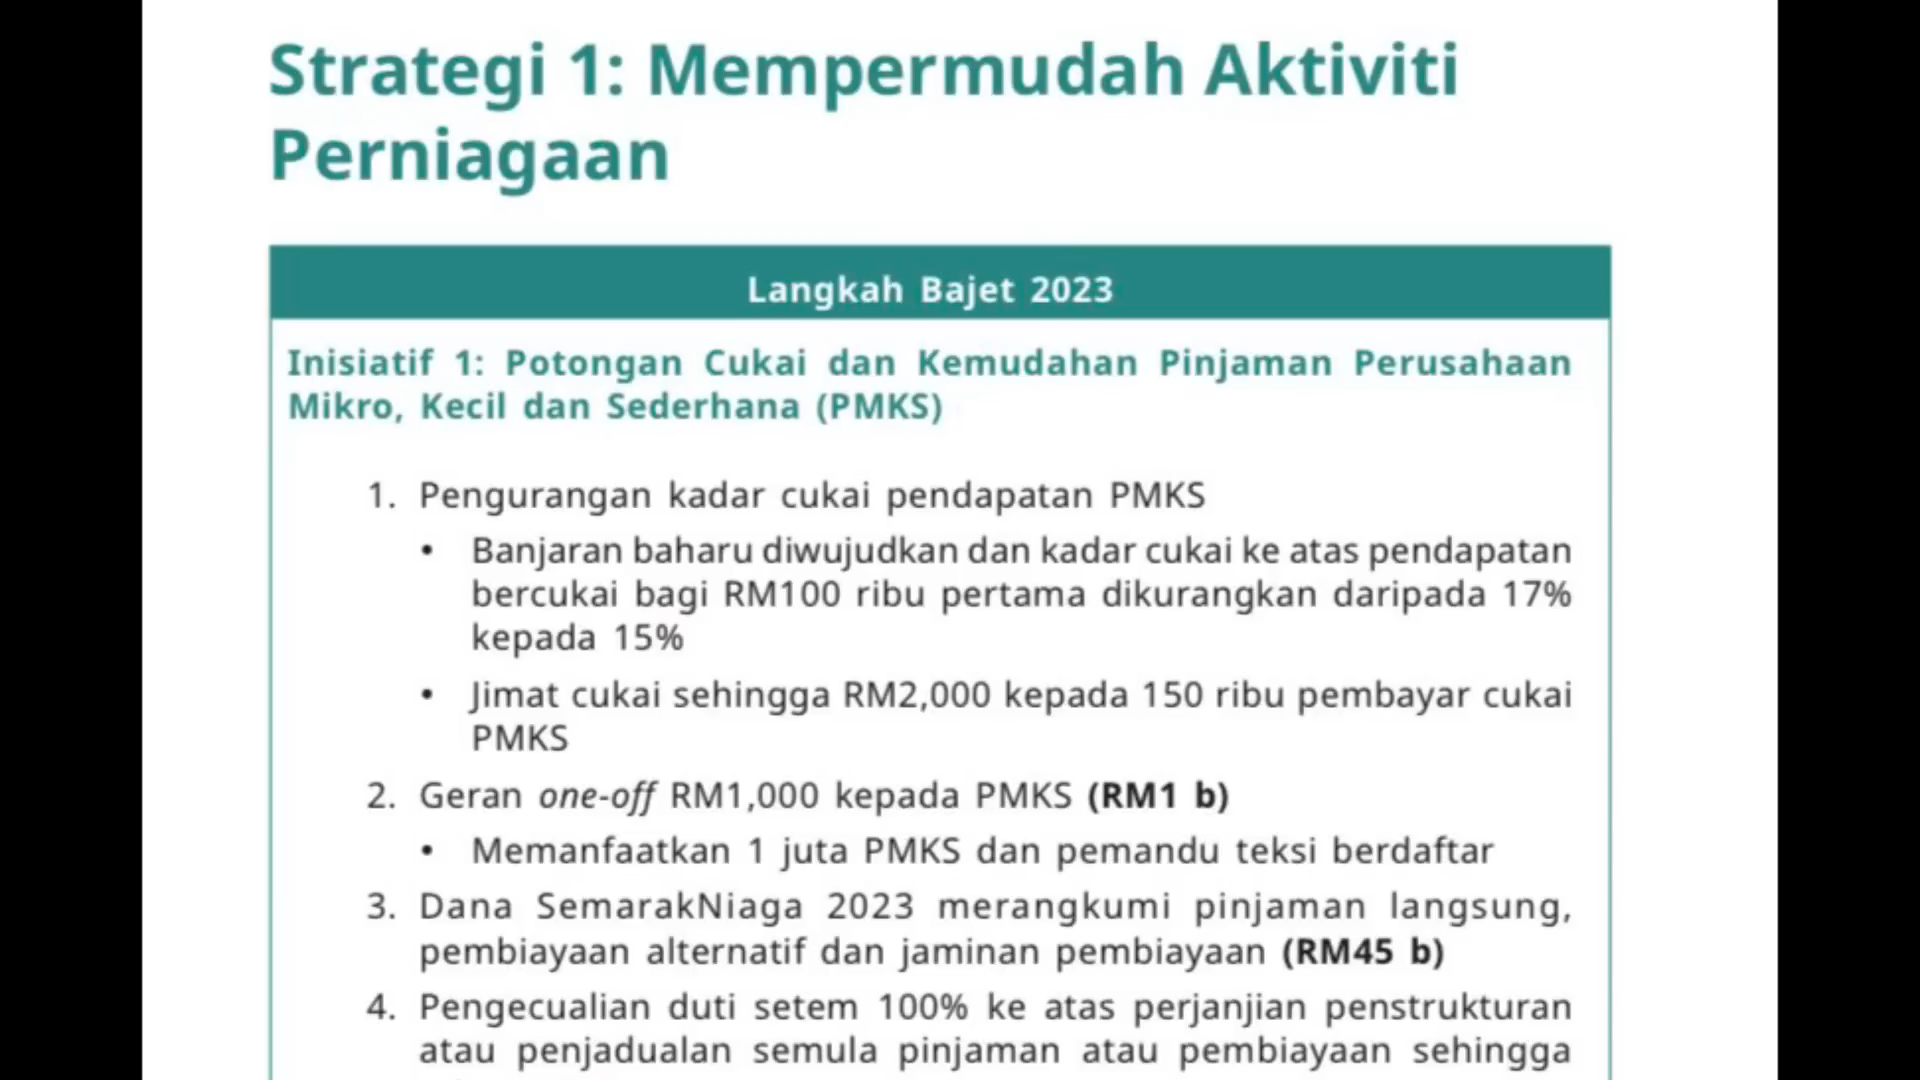 Strategi 1: Mempermudah Aktiviti
Perniagaan
Langkah Bajet 2023
Inisiatif 1: Potongan Cukai dan Kemudahan Pinjaman Perusahaan
Mikro, Kecil dan Sederhana (PMKS)
1. Pengurangan kadar cukai pendapatan PMKS
• Banjaran baharu diwujudkan dan kadar cukai ke atas pendapatan
bercukai bagi RM100 ribu pertama dikurangkan daripada 17%
kepada 15%
• Jimat cukai sehingga RM2,000 kepada 150 ribu pembayar cukai
PMKS
2. Geran one-off RM1,000 kepada PMKS (RM1 b)
• Memanfaatkan 1 juta PMKS dan pemandu teksi berdaftar
3. Dana SemarakNiaga 2023 merangkumi pinjaman langsung,
pembiayaan alternatif dan jaminan pembiayaan (RM45 b)
4. Pengecualian duti setem 100% ke atas perjanjian penstrukturan
atau penjadualan semula pinjaman atau pembiayaan sehingga